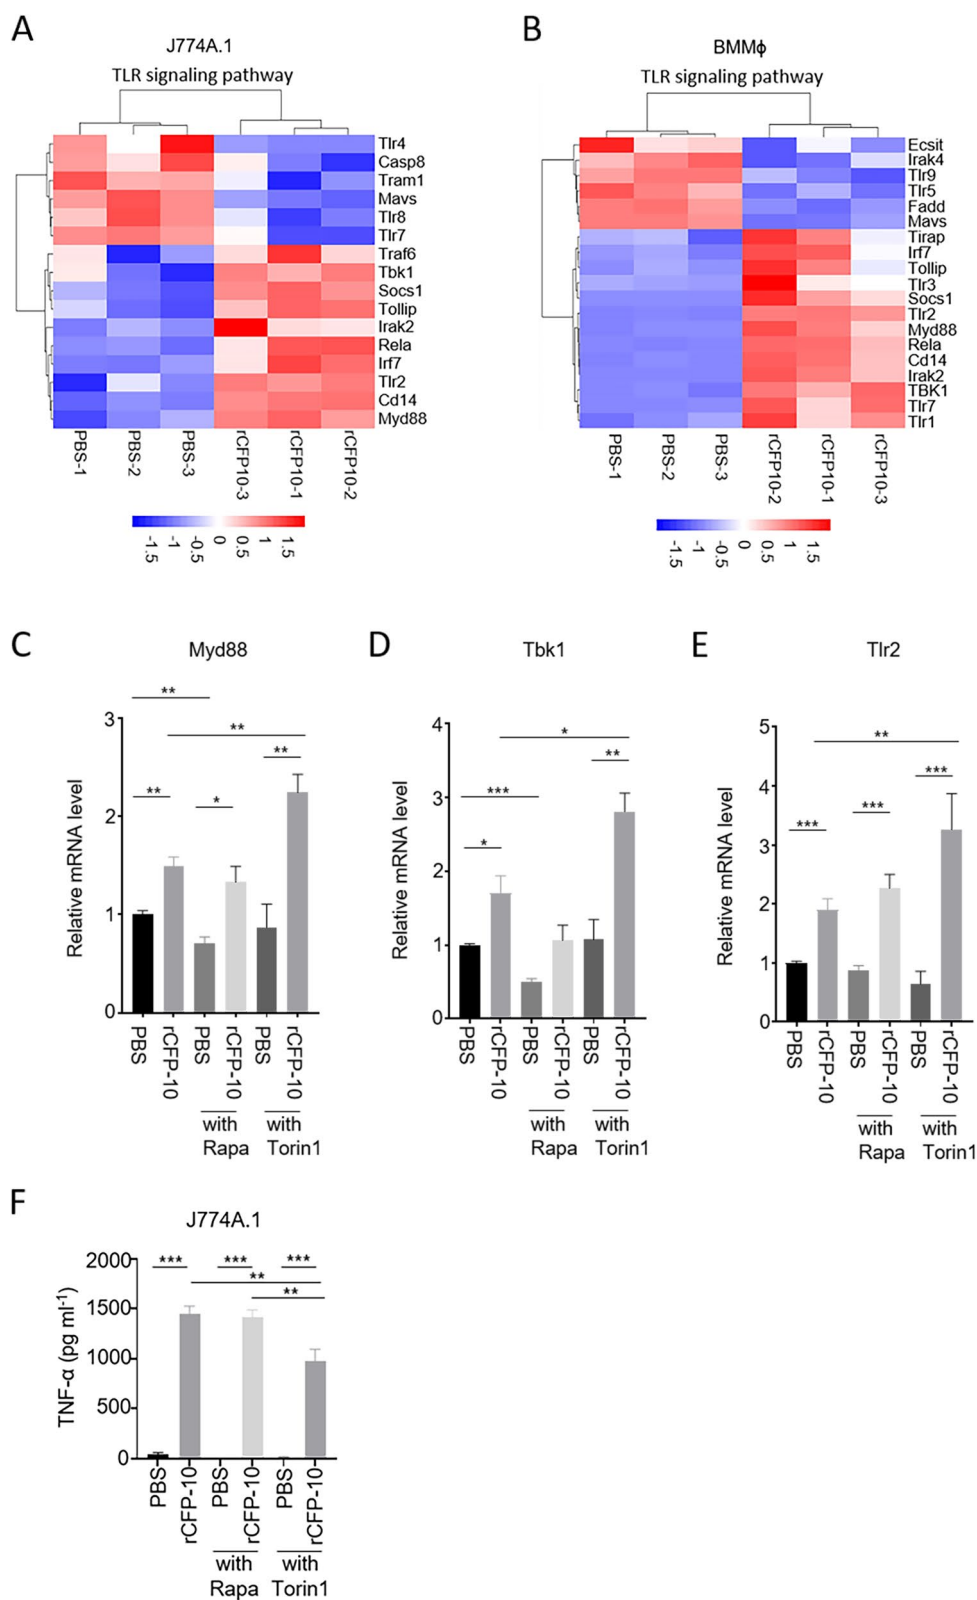 A
J774A.1
TLR signaling pathway
Tlr4
Casp8
Tram1
Mavs
Tlr8
Tlr7
Traf6
Tbk1
Socs1
Tollip
Irak2
Rela
Irf7
Tlr2
Cd14
Myd88
PBS-1
PBS-2
PBS-3
rCFP10-3
rCFP10-1
rCFP10-2
-1.5
-1
-0.5
0
0.5
1
1.5
B
BMMϕ
TLR signaling pathway
Ecsit
Irak4
Tlr9
Tlr5
Fadd
Mavs
Tirap
Irf7
Tollip
Tlr3
Socs1
Tlr2
Myd88
Rela
Cd14
Irak2
TBK1
Tlr7
Tlr1
PBS-1
PBS-2
PBS-3
rCFP10-2
rCFP10-1
rCFP10-3
-1.5
-1
-0.5
0
0.5
1
1.5
C
Myd88
Relative mRNA level
3
2
1
0
**
**
**
**
*
PBS
rCFP-10
PBS
rCFP-10
PBS
rCFP-10
with
Rapa
with
Torin1
D
Tbk1
Relative mRNA level
4
3
2
1
0
*
**
***
*
PBS
rCFP-10
PBS
rCFP-10
PBS
rCFP-10
with
Rapa
with
Torin1
E
Tlr2
Relative mRNA level
5
4
3
2
1
0
**
***
***
***
PBS
rCFP-10
PBS
rCFP-10
PBS
rCFP-10
with
Rapa
with
Torin1
F
J774A.1
TNF-α (pg ml⁻¹)
2000
1500
1000
500
0
*** *** ***
**
**
PBS
rCFP-10
PBS
rCFP-10
PBS
rCFP-10
with
Rapa
with
Torin1